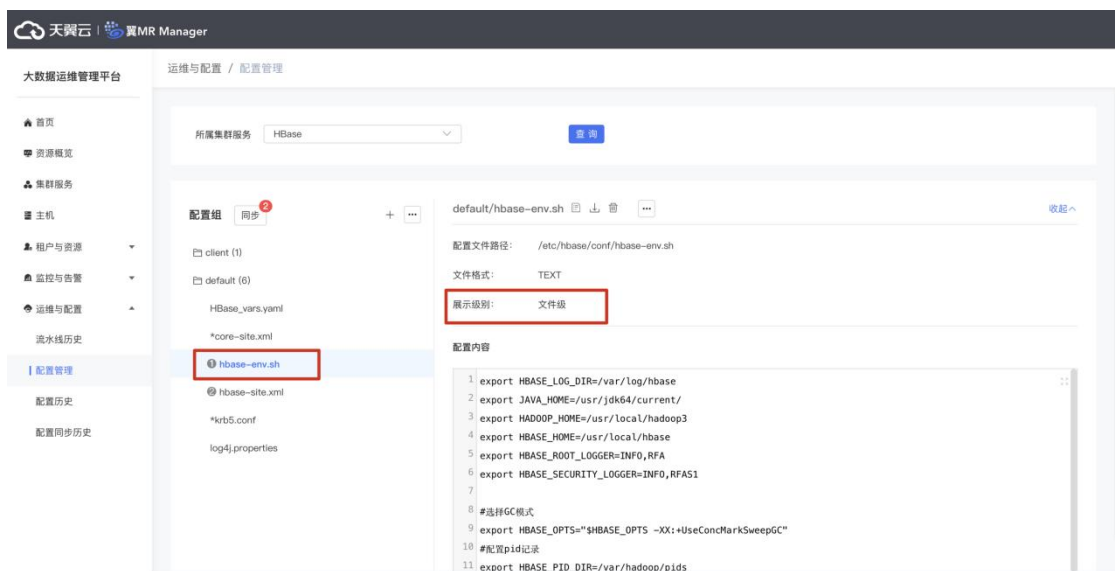 天翼云 翼MR Manager
大数据运维管理平台
运维与配置 / 配置管理
首页
资源概览
集群服务
主机
租户与资源
监控与告警
运维与配置
流水线历史
配置管理
配置历史
配置同步历史
所属集群服务 HBase 查询
配置组 同步 2 + ...
client (1)
default (6)
HBase_vars.yaml
*core-site.xml
1 hbase-env.sh
2 hbase-site.xml
*krb5.conf
log4j.properties
default/hbase-env.sh ... 收起
配置文件路径: /etc/hbase/conf/hbase-env.sh
文件格式: TEXT
展示级别: 文件级
配置内容
1 export HBASE_LOG_DIR=/var/log/hbase
2 export JAVA_HOME=/usr/jdk64/current/
3 export HADOOP_HOME=/usr/local/hadoop3
4 export HBASE_HOME=/usr/local/hbase
5 export HBASE_ROOT_LOGGER=INFO,RFA
6 export HBASE_SECURITY_LOGGER=INFO,RFAS1
7
8 #选择GC模式
9 export HBASE_OPTS="$HBASE_OPTS -XX:+UseConcMarkSweepGC"
10 #配置pid记录
11 export HBASE_PID_DIR=/var/hadoop/pids